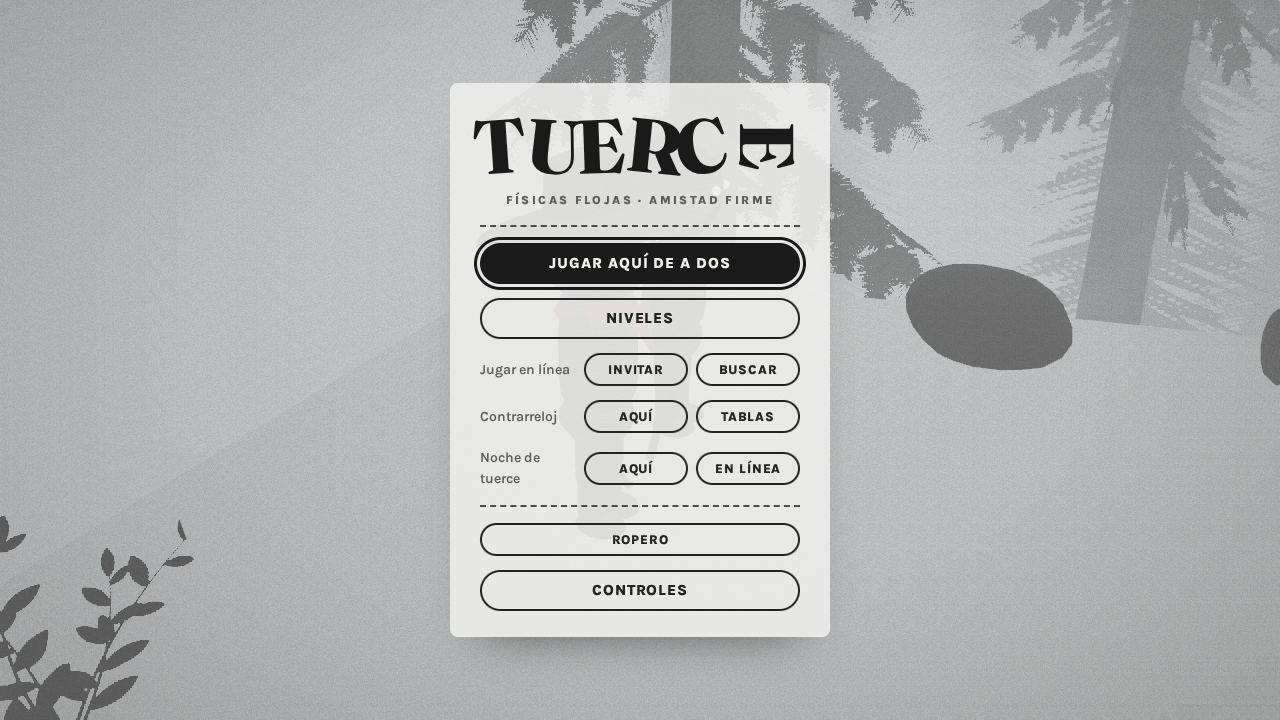 TUERCE
FÍSICAS FLOJAS · AMISTAD FIRME
JUGAR AQUÍ DE A DOS
NIVELES
Jugar en línea INVITAR BUSCAR
Contrarreloj AQUÍ TABLAS
Noche de
tuerce AQUÍ EN LÍNEA
ROPERO
CONTROLES